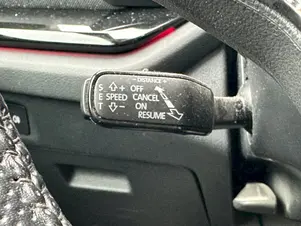 - DISTANCE +
S + OFF
E SPEED CANCEL
T - ON
RESUME